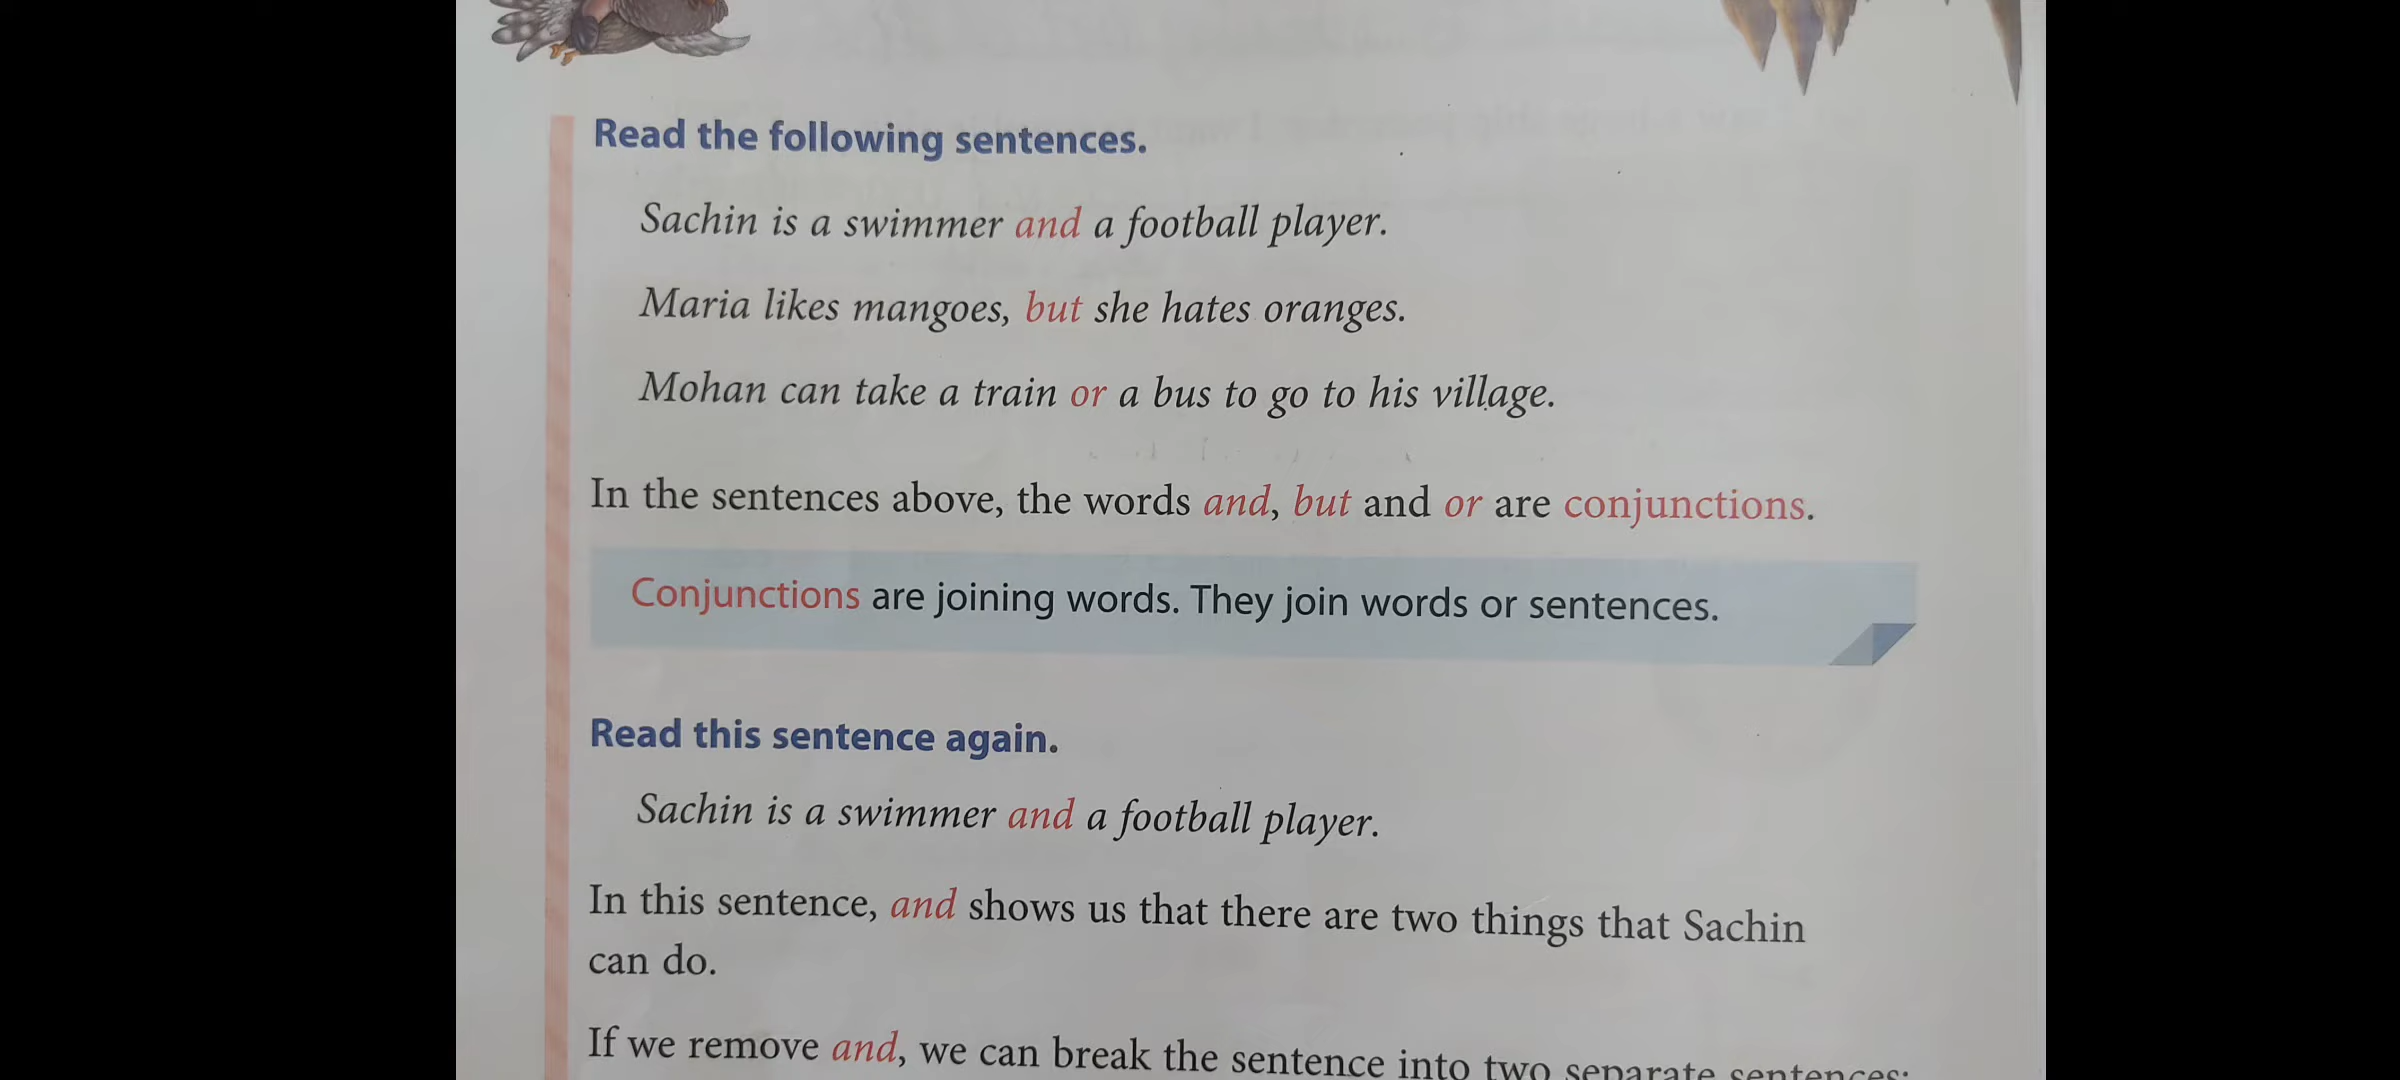 Read the following sentences.
Sachin is a swimmer and a football player.
Maria likes mangoes, but she hates oranges.
Mohan can take a train or a bus to go to his village.
In the sentences above, the words and, but and or are conjunctions.
Conjunctions are joining words. They join words or sentences.
Read this sentence again.
Sachin is a swimmer and a football player.
In this sentence, and shows us that there are two things that Sachin
can do.
If we remove and, we can break the sentence into two separate sentences: